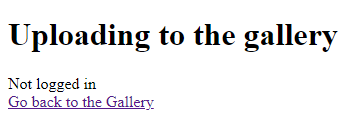 Uploading to the gallery
Not logged in
Go back to the Gallery